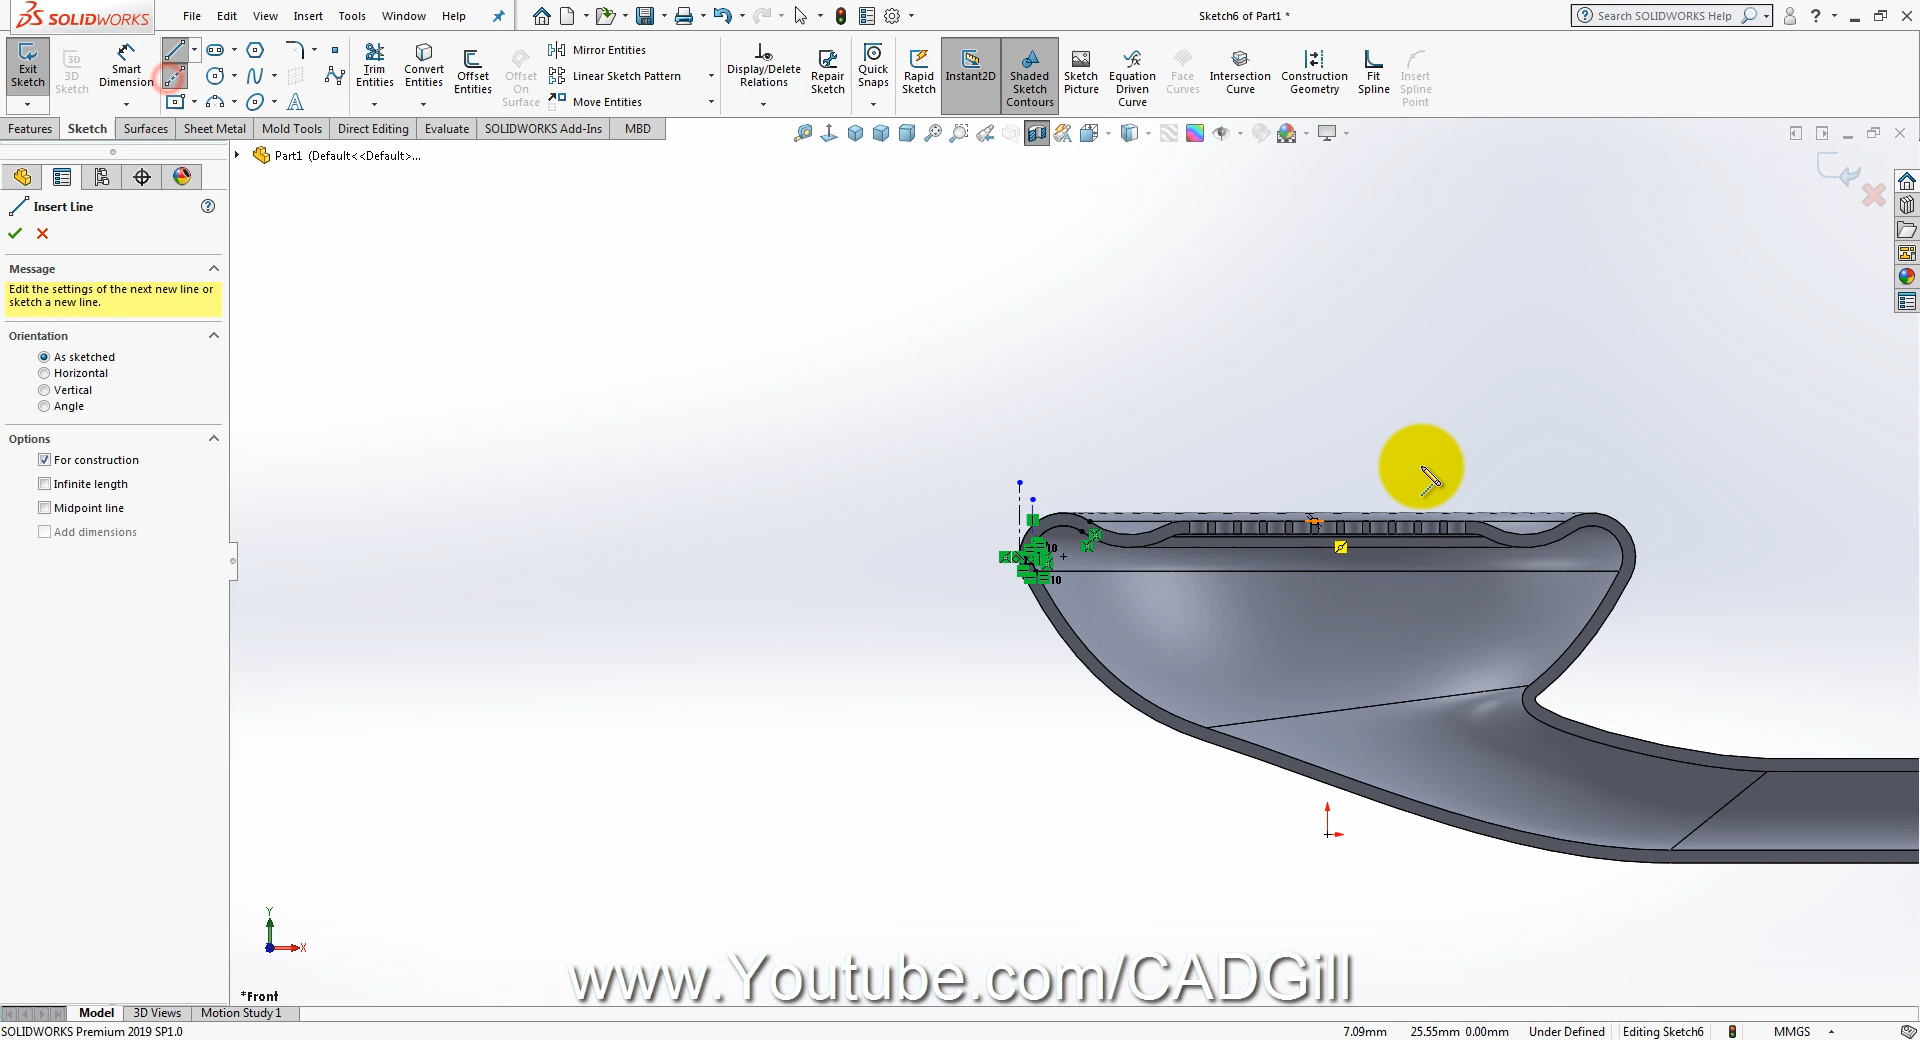 SOLIDWORKS File Edit View Insert Tools Window Help Sketch6 of Part1 * Search SOLIDWORKS Help
Exit Sketch
3D Sketch
Smart Dimension
Trim Entities
Convert Entities
Offset Entities
Offset On Surface
Mirror Entities
Linear Sketch Pattern
Move Entities
Display/Delete Relations
Repair Sketch
Quick Snaps
Rapid Sketch
Instant2D
Shaded Sketch Contours
Sketch Picture
Equation Driven Curve
Face Curves
Intersection Curve
Construction Geometry
Fit Spline
Insert Spline Point
Features Sketch Surfaces Sheet Metal Mold Tools Direct Editing Evaluate SOLIDWORKS Add-Ins MBD
Part1 (Default<<Default>...
Insert Line
Message
Edit the settings of the next new line or
sketch a new line.
Orientation
As sketched
Horizontal
Vertical
Angle
Options
For construction
Infinite length
Midpoint line
Add dimensions
10
10
Y
X
*Front
www.Youtube.com/CADGill
Model 3D Views Motion Study 1
SOLIDWORKS Premium 2019 SP1.0 7.09mm 25.55mm 0.00mm Under Defined Editing Sketch6 MMGS